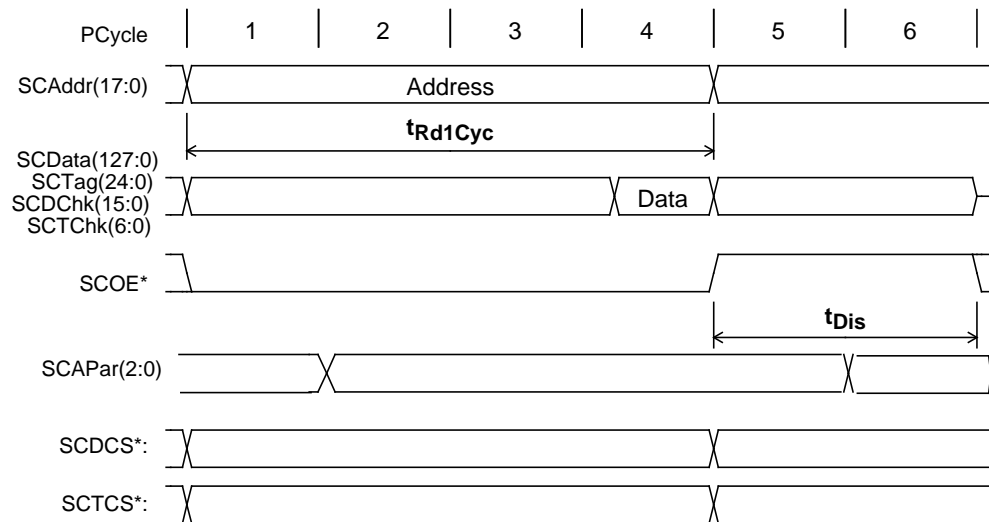 PCycle 1 2 3 4 5 6
SCAddr(17:0) Address
tRd1Cyc
SCData(127:0)
SCTag(24:0)
SCDChk(15:0) Data
SCTChk(6:0)
SCOE*
tDis
SCAPar(2:0)
SCDCS*:
SCTCS*: